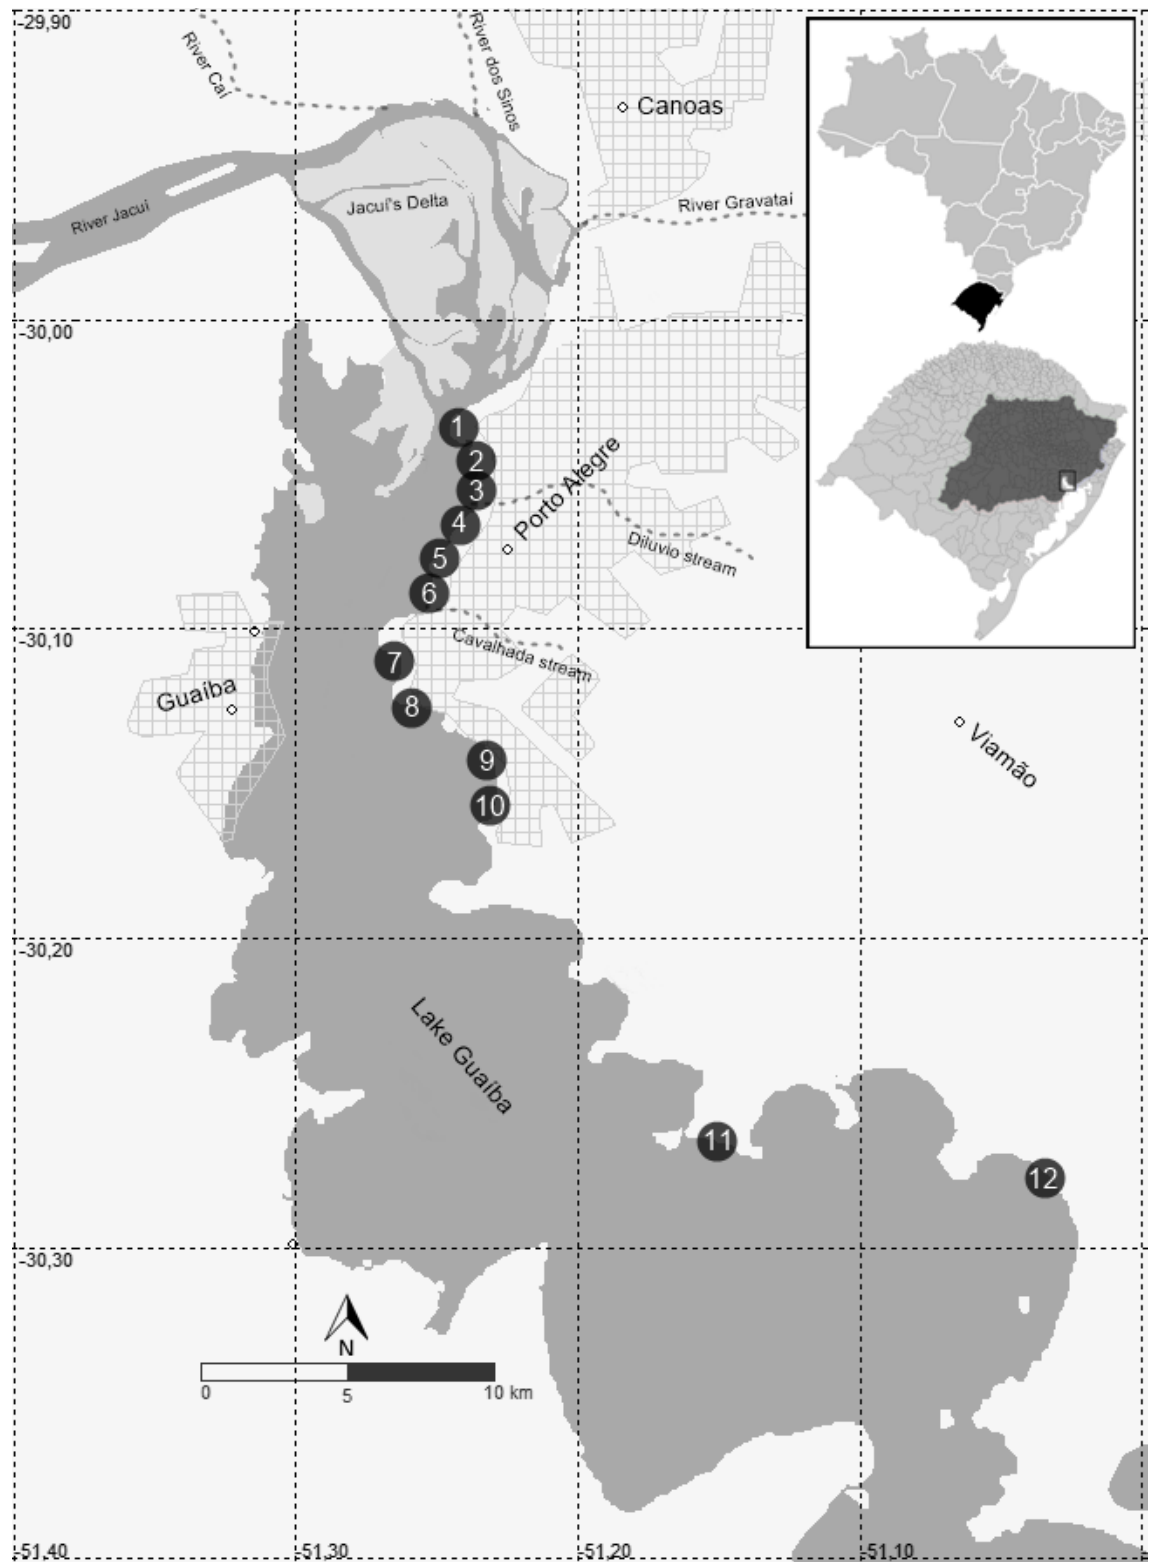 -29,90
River Caí
River dos Sinos
Canoas
River Jacuí
Jacuí's Delta
River Gravataí
-30,00
1
2
3
Porto Alegre
4
5
Diluvio stream
6
-30,10
Cavalhada stream
7
Guaíba
8
Viamão
9
10
-30,20
Lake Guaíba
11
12
-30,30
N
0
5
10 km
-51,40
-51,30
-51,20
-51,10